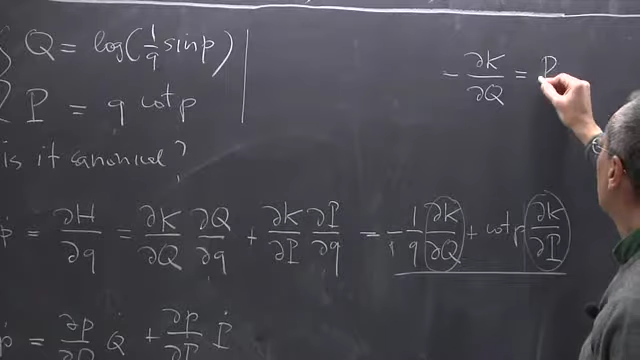 { Q = log(1/q sin p)
P = q cot p
is it canonical?
- ∂K/∂Q = P
ṗ = ∂H/∂q = ∂K/∂Q ∂Q/∂q + ∂K/∂P ∂P/∂q = - 1/q ∂K/∂Q + cot p ∂K/∂P
ṗ = ∂p/∂Q Q̇ + ∂p/∂P Ṗ